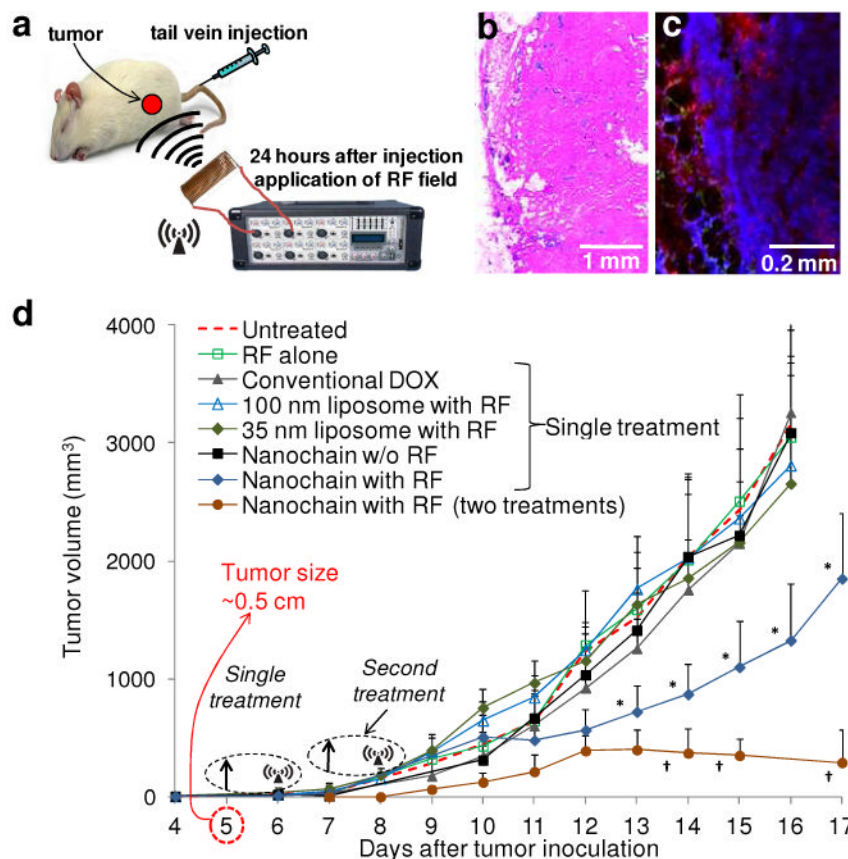 a
tumor
tail vein injection
24 hours after injection
application of RF field
b
1 mm
c
0.2 mm
d
Tumor volume (mm³)
4000
3000
2000
1000
0
Untreated
RF alone
Conventional DOX
100 nm liposome with RF
35 nm liposome with RF
Nanochain w/o RF
Nanochain with RF
Nanochain with RF (two treatments)
Single treatment
Tumor size
~0.5 cm
Single
treatment
Second
treatment
* * * * *
† † †
4 5 6 7 8 9 10 11 12 13 14 15 16 17
Days after tumor inoculation